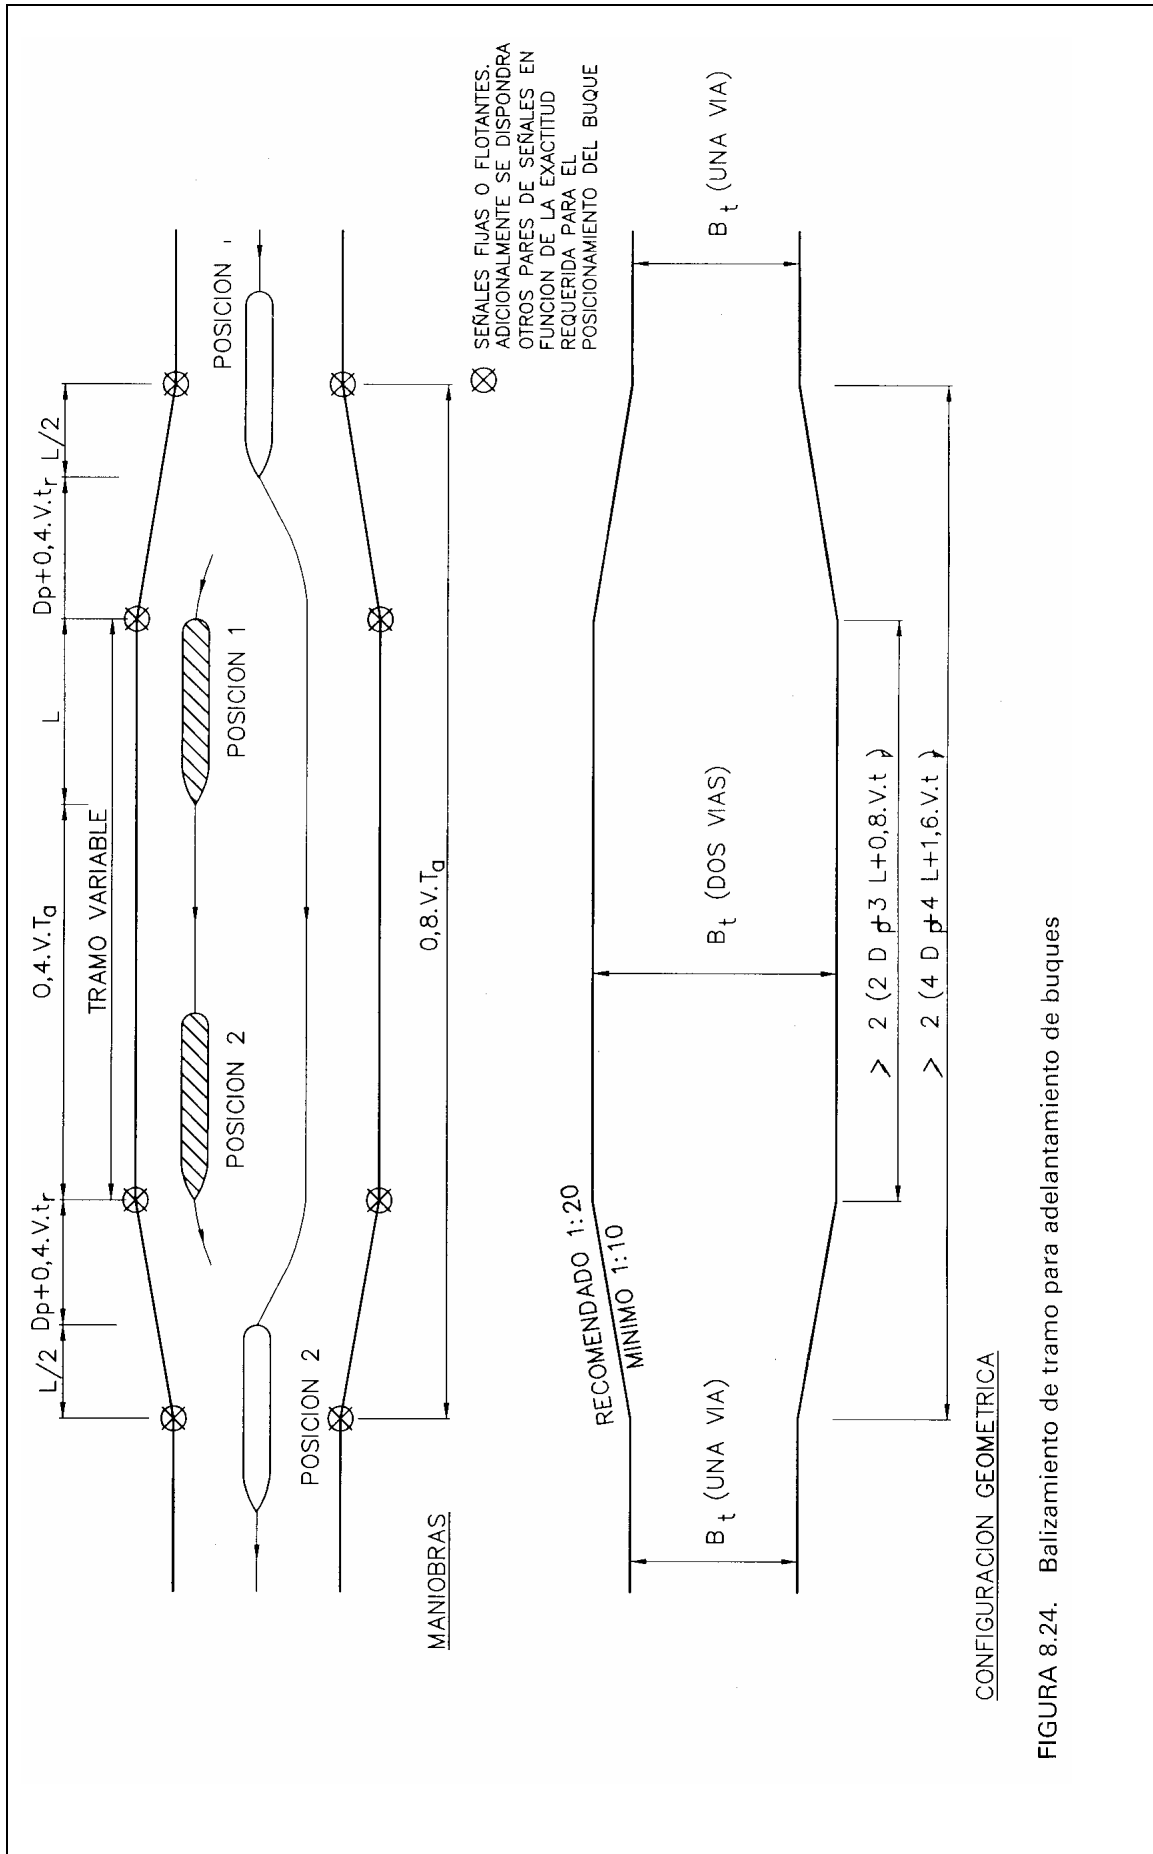 L/2
Dp+0,4.V.tr
0,4.V.Ta
L
Dp+0,4.V.tr
L/2
TRAMO VARIABLE
POSICION 2
POSICION 2
POSICION 1
POSICION
0,8.V.Ta
MANIOBRAS
SEÑALES FIJAS O FLOTANTES.
ADICIONALMENTE SE DISPONDRA
OTROS PARES DE SEÑALES EN
FUNCION DE LA EXACTITUD
REQUERIDA PARA EL
POSICIONAMIENTO DEL BUQUE
RECOMENDADO 1:20
MINIMO 1:10
Bt (UNA VIA)
Bt (DOS VIAS)
Bt (UNA VIA)
> 2 (2 Dp+3 L+0,8.V.t )
> 2 (4 Dp+4 L+1,6.V.t )
CONFIGURACION GEOMETRICA
FIGURA 8.24. Balizamiento de tramo para adelantamiento de buques